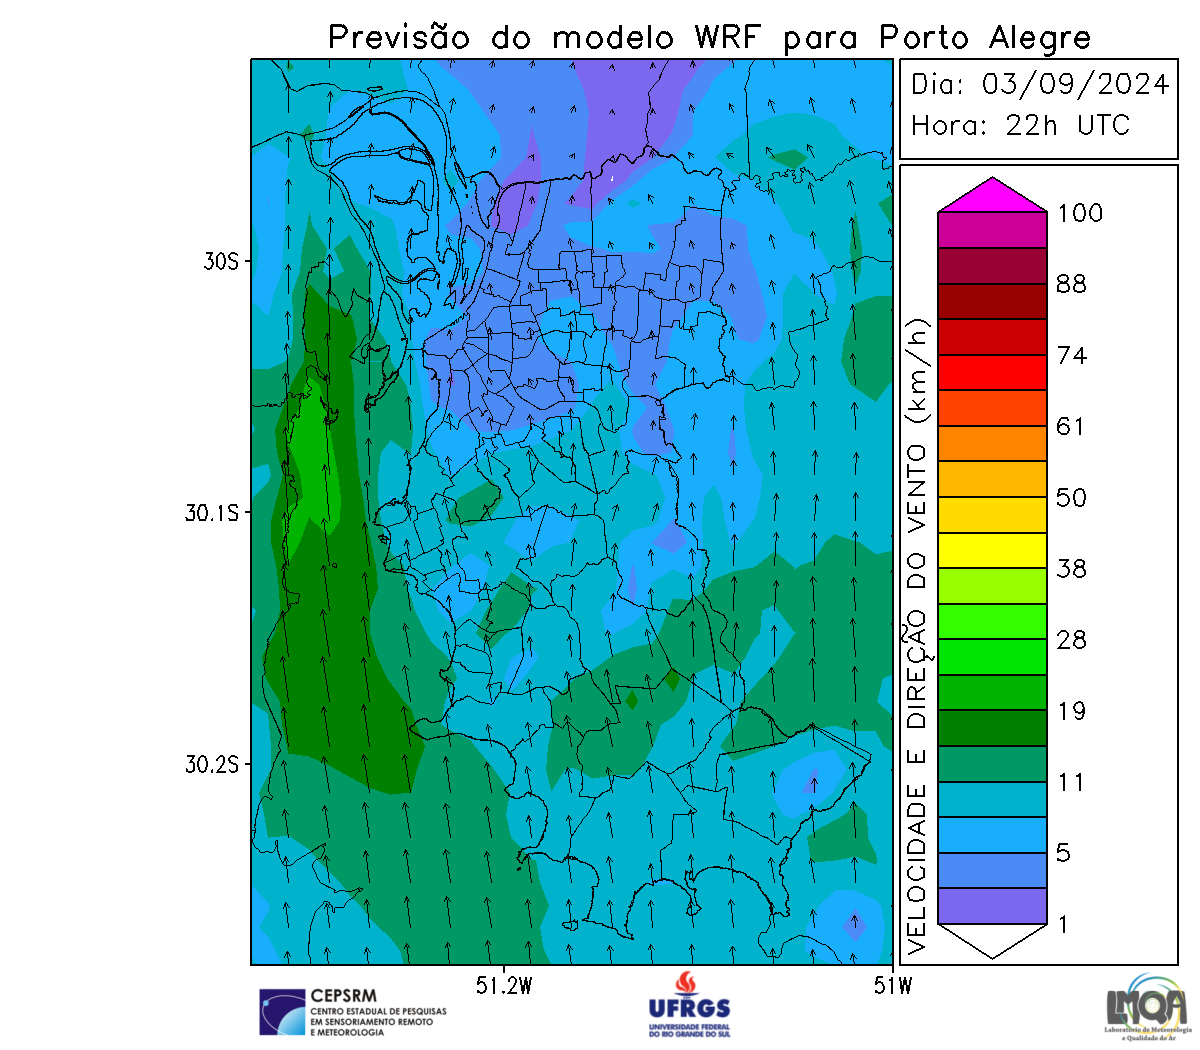 Previsão do modelo WRF para Porto Alegre
Dia: 03/09/2024
Hora: 22h UTC
30S
30.1S
30.2S
51.2W
51W
VELOCIDADE E DIREÇÃO DO VENTO (km/h)
100
88
74
61
50
38
28
19
11
5
1
CEPSRM
CENTRO ESTADUAL DE PESQUISAS
EM SENSORIAMENTO REMOTO
E METEOROLOGIA
UFRGS
UNIVERSIDADE FEDERAL
DO RIO GRANDE DO SUL
LMQA
Laboratório de Meteorologia
e Qualidade do Ar